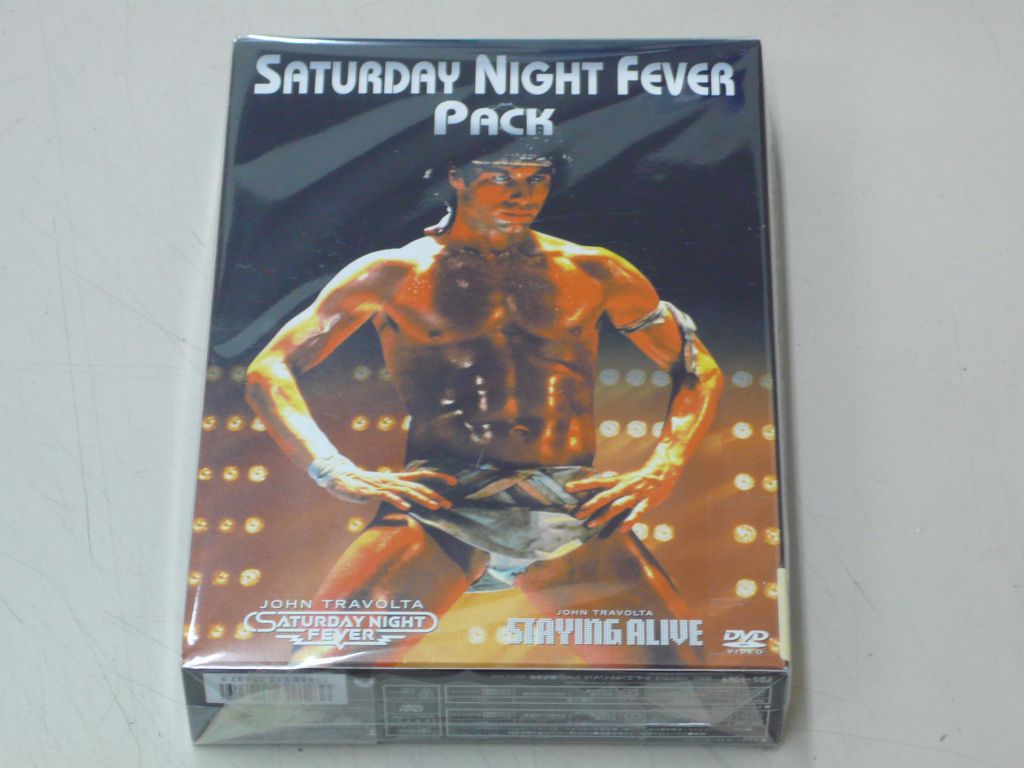 SATURDAY NIGHT FEVER
PACK
JOHN TRAVOLTA
SATURDAY NIGHT
FEVER
JOHN TRAVOLTA
STAYING ALIVE
DVD
VIDEO